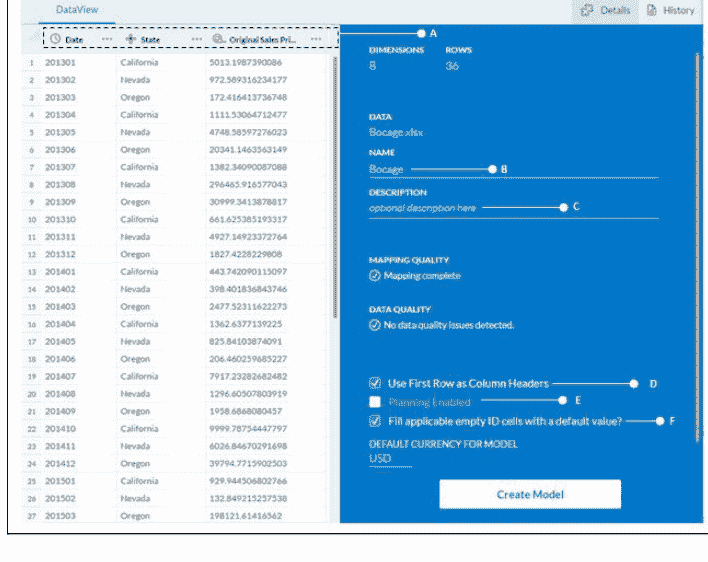 DataView
Details
History
Date ... State ... Original Sales Pri... ...
A
DIMENSIONS ROWS
8 36
1 201301 California 5013.1987390086
2 201302 Nevada 972.589316234177
3 201303 Oregon 172.416413736748
4 201304 California 1111.53064712477
5 201305 Nevada 4748.58597276023
6 201306 Oregon 20341.1463563149
7 201307 California 1382.34090087088
8 201308 Nevada 296465.916577043
9 201309 Oregon 30999.3413878817
10 201310 California 661.625385193317
11 201311 Nevada 4927.14923372764
12 201312 Oregon 1827.4228229808
13 201401 California 443.742090115097
14 201402 Nevada 398.401836843746
15 201403 Oregon 2477.52311622273
16 201404 California 1362.6377139225
17 201405 Nevada 825.84103874091
18 201406 Oregon 206.460259685227
19 201407 California 7917.23282682482
20 201408 Nevada 1296.60507803919
21 201409 Oregon 1958.6868080457
22 201410 California 9999.78754447797
23 201411 Nevada 6026.84670291698
24 201412 Oregon 39794.7715902503
25 201501 California 929.944506802766
26 201502 Nevada 132.849215257538
27 201503 Oregon 198121.61416562
DATA
Bocage.xlsx
NAME
Bocage B
DESCRIPTION
optional description here C
MAPPING QUALITY
Mapping complete
DATA QUALITY
No data quality issues detected.
Use First Row as Column Headers D
Planning Enabled E
Fill applicable empty ID cells with a default value? F
DEFAULT CURRENCY FOR MODEL
USD
Create Model